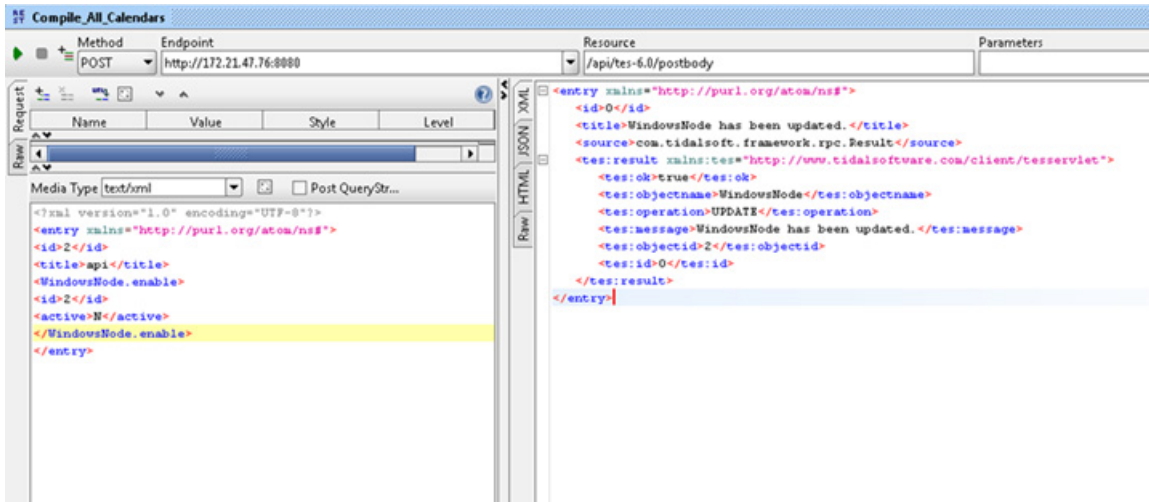 Compile_All_Calendars
Method Endpoint Resource Parameters
POST http://172.21.47.76:8080 /api/tes-6.0/postbody
Request
Raw
Name Value Style Level
Media Type text/xml Post QueryStr...
<?xml version="1.0" encoding="UTF-8"?>
<entry xmlns="http://purl.org/atom/ns#">
<id>2</id>
<title>api</title>
<WindowsNode.enable>
<id>2</id>
<active>N</active>
</WindowsNode.enable>
</entry>
XML
JSON
HTML
Raw
<entry xmlns="http://purl.org/atom/ns#">
<id>0</id>
<title>WindowsNode has been updated.</title>
<source>com.tidalsoft.framework.rpc.Result</source>
<tes:result xmlns:tes="http://www.tidalsoftware.com/client/tesservlet">
<tes:ok>true</tes:ok>
<tes:objectname>WindowsNode</tes:objectname>
<tes:operation>UPDATE</tes:operation>
<tes:message>WindowsNode has been updated.</tes:message>
<tes:objectid>2</tes:objectid>
<tes:id>0</tes:id>
</tes:result>
</entry>